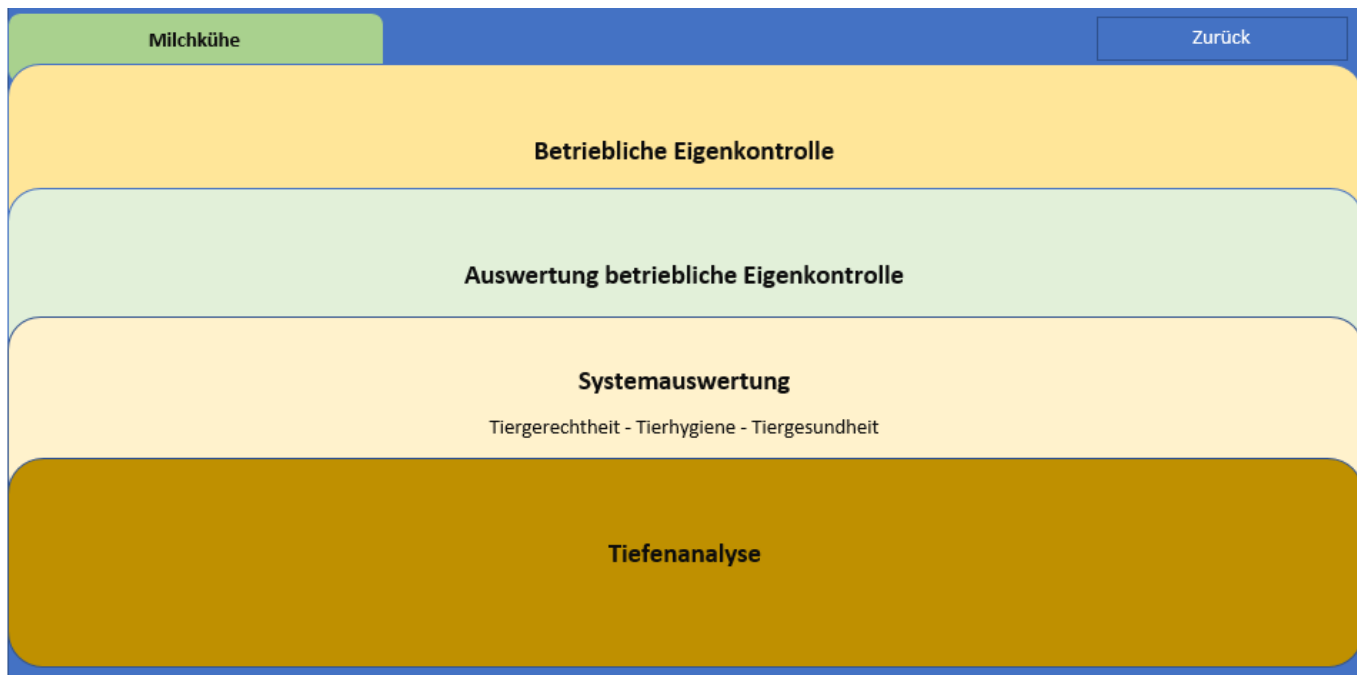 Milchkühe
Zurück
Betriebliche Eigenkontrolle
Auswertung betriebliche Eigenkontrolle
Systemauswertung
Tiergerechtheit - Tierhygiene - Tiergesundheit
Tiefenanalyse